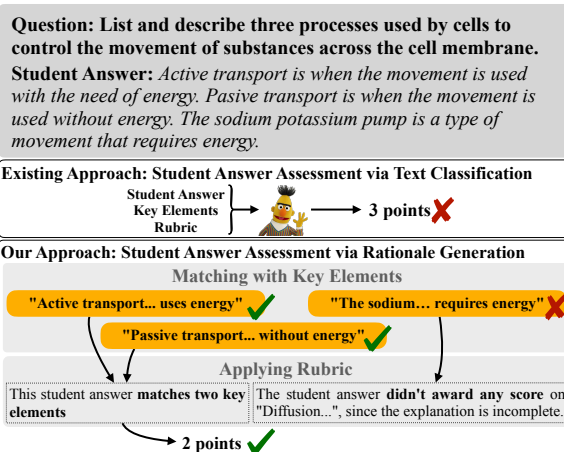 Question: List and describe three processes used by cells to
control the movement of substances across the cell membrane.
Student Answer: Active transport is when the movement is used
with the need of energy. Pasive transport is when the movement is
used without energy. The sodium potassium pump is a type of
movement that requires energy.
Existing Approach: Student Answer Assessment via Text Classification
Student Answer
Key Elements
Rubric
3 points
Our Approach: Student Answer Assessment via Rationale Generation
Matching with Key Elements
"Active transport... uses energy"
"The sodium… requires energy"
"Passive transport... without energy"
Applying Rubric
This student answer matches two key
elements
The student answer didn't award any score on
"Diffusion...", since the explanation is incomplete.
2 points